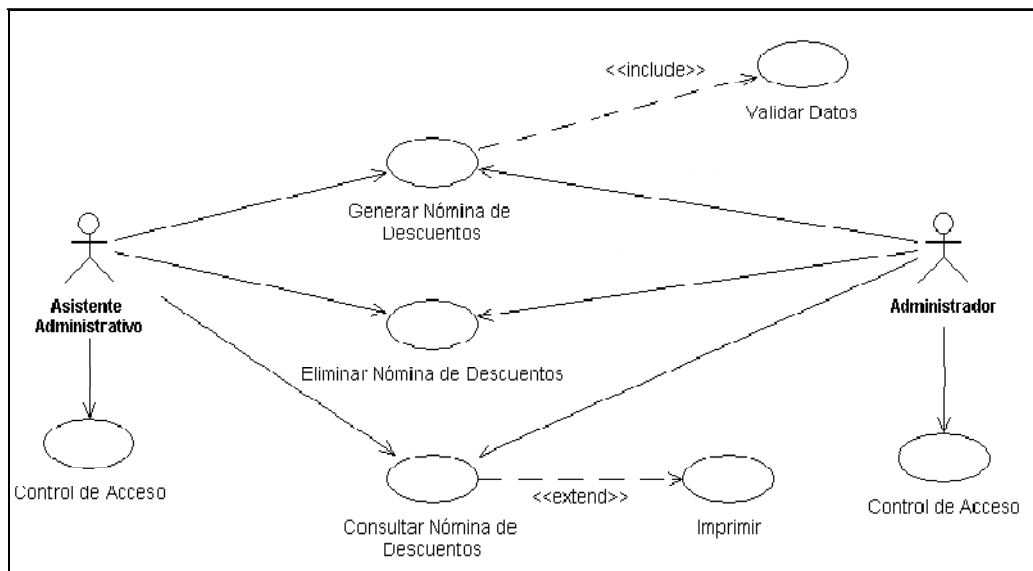 <<include>>
Validar Datos
Generar Nómina de
Descuentos
Asistente
Administrativo
Administrador
Eliminar Nómina de Descuentos
Control de Acceso
<<extend>>
Consultar Nómina de
Descuentos
Imprimir
Control de Acceso